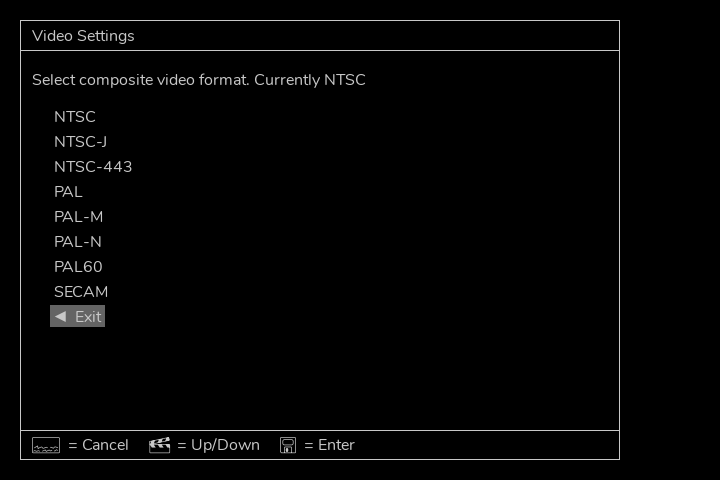 Video Settings
Select composite video format. Currently NTSC
NTSC
NTSC-J
NTSC-443
PAL
PAL-M
PAL-N
PAL60
SECAM
◄ Exit
= Cancel = Up/Down = Enter